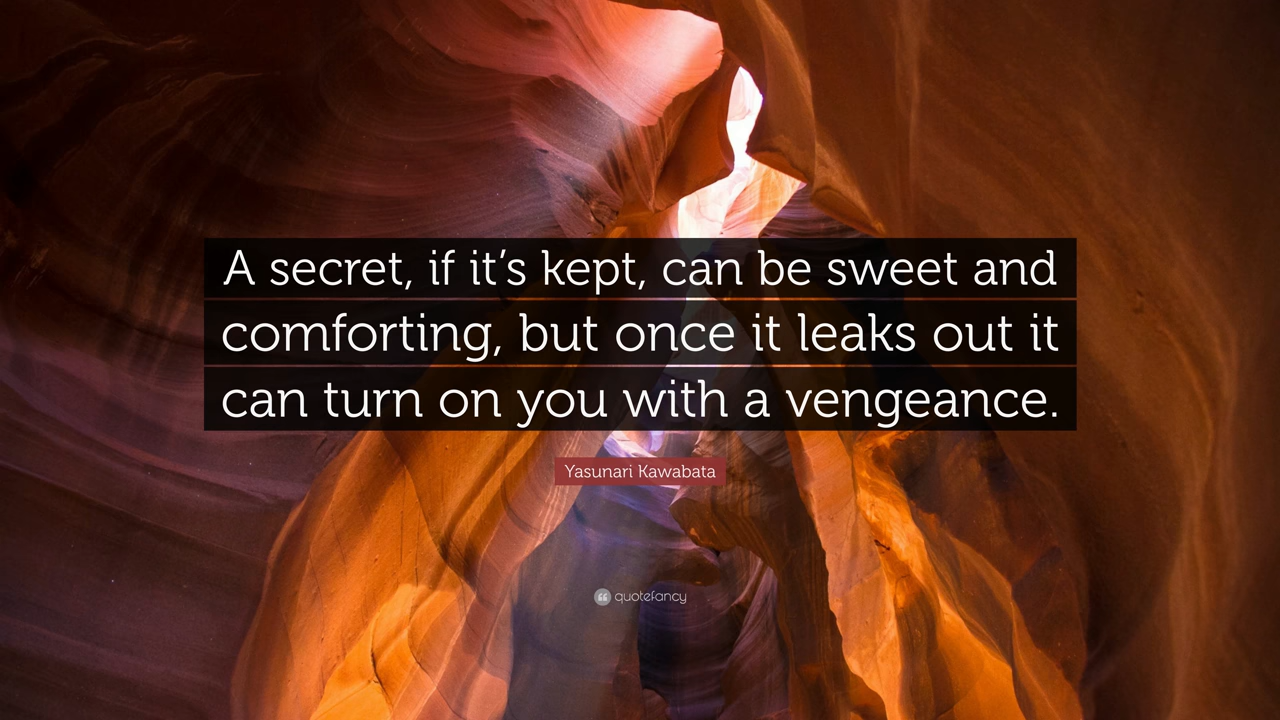 A secret, if it’s kept, can be sweet and
comforting, but once it leaks out it
can turn on you with a vengeance.
Yasunari Kawabata
quotefancy